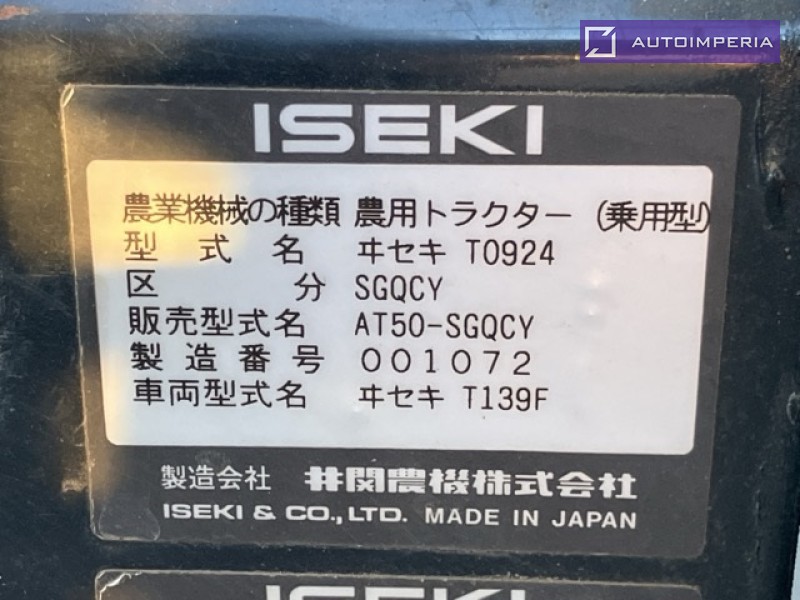 AUTOIMPERIA
ISEKI
農業機械の種類 農用トラクター (乗用型)
型式名 ヰセキ T0924
区分 SGQCY
販売型式名 AT50-SGQCY
製造番号 001072
車両型式名 ヰセキ T139F
製造会社 井関農機株式会社
ISEKI & CO., LTD. MADE IN JAPAN
ISEKI